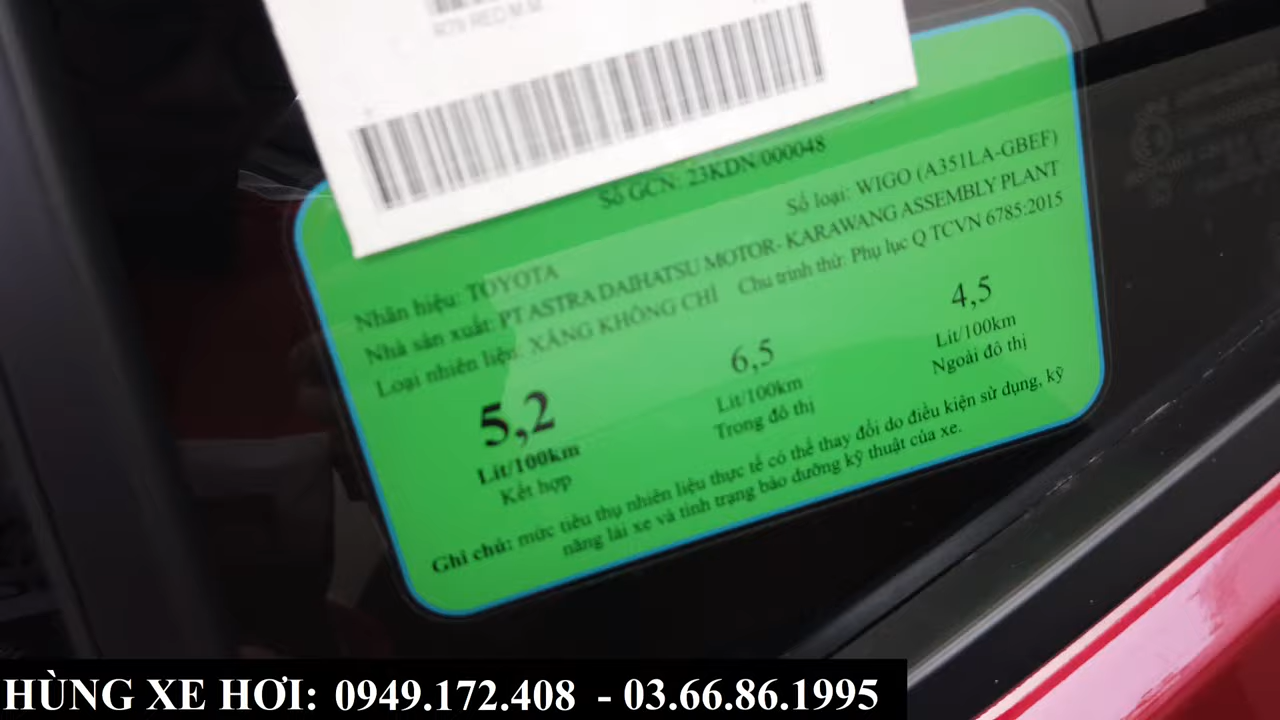 Số GCN: 23KDN/000048
Nhãn hiệu: TOYOTA Số loại: WIGO (A351LA-GBEF)
Nhà sản xuất: PT ASTRA DAIHATSU MOTOR- KARAWANG ASSEMBLY PLANT
Loại nhiên liệu: XĂNG KHÔNG CHÌ Chu trình thử: Phụ lục Q TCVN 6785:2015
5,2
Lít/100km
Kết hợp
6,5
Lít/100km
Trong đô thị
4,5
Lít/100km
Ngoài đô thị
Ghi chú: mức tiêu thụ nhiên liệu thực tế có thể thay đổi do điều kiện sử dụng, kỹ
năng lái xe và tình trạng bảo dưỡng kỹ thuật của xe.
HÙNG XE HƠI: 0949.172.408 - 03.66.86.1995